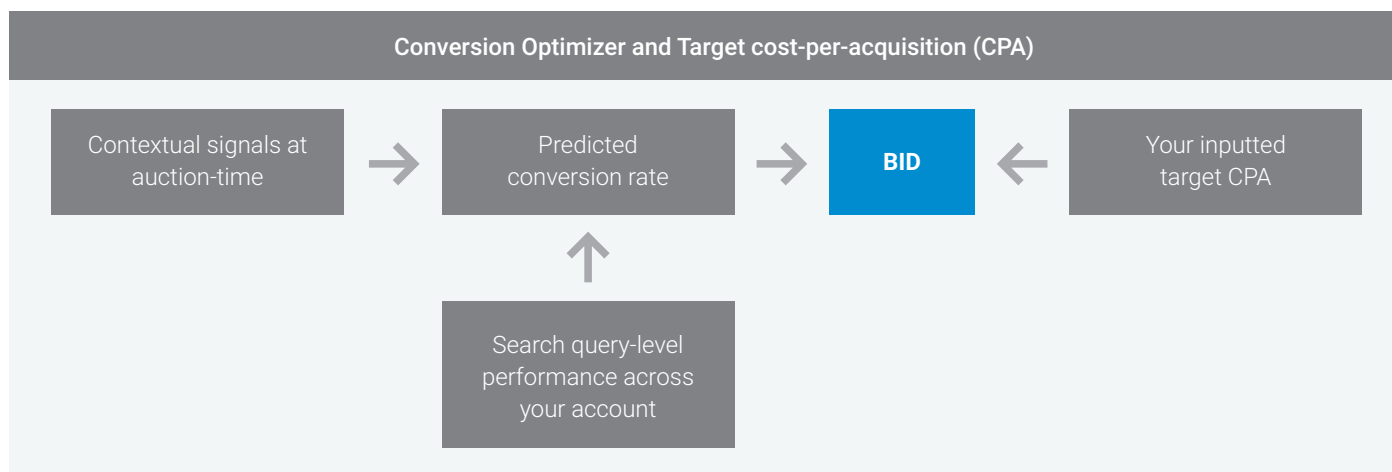 Conversion Optimizer and Target cost-per-acquisition (CPA)
Contextual signals at
auction-time
Predicted
conversion rate
BID
Your inputted
target CPA
Search query-level
performance across
your account